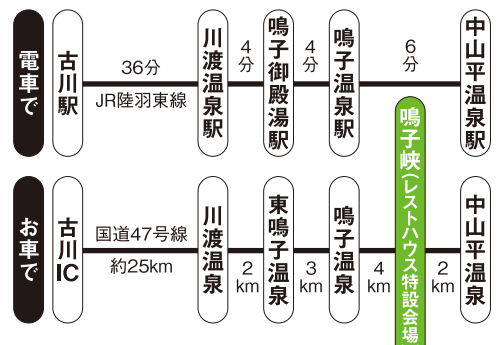 電車で
古川駅
36分
JR陸羽東線
川渡温泉駅
4分
鳴子御殿湯駅
4分
鳴子温泉駅
6分
中山平温泉駅
鳴子峡(レストハウス特設会場
お車で
古川IC
国道47号線
約25km
川渡温泉
2km
東鳴子温泉
3km
鳴子温泉
4km
2km
中山平温泉